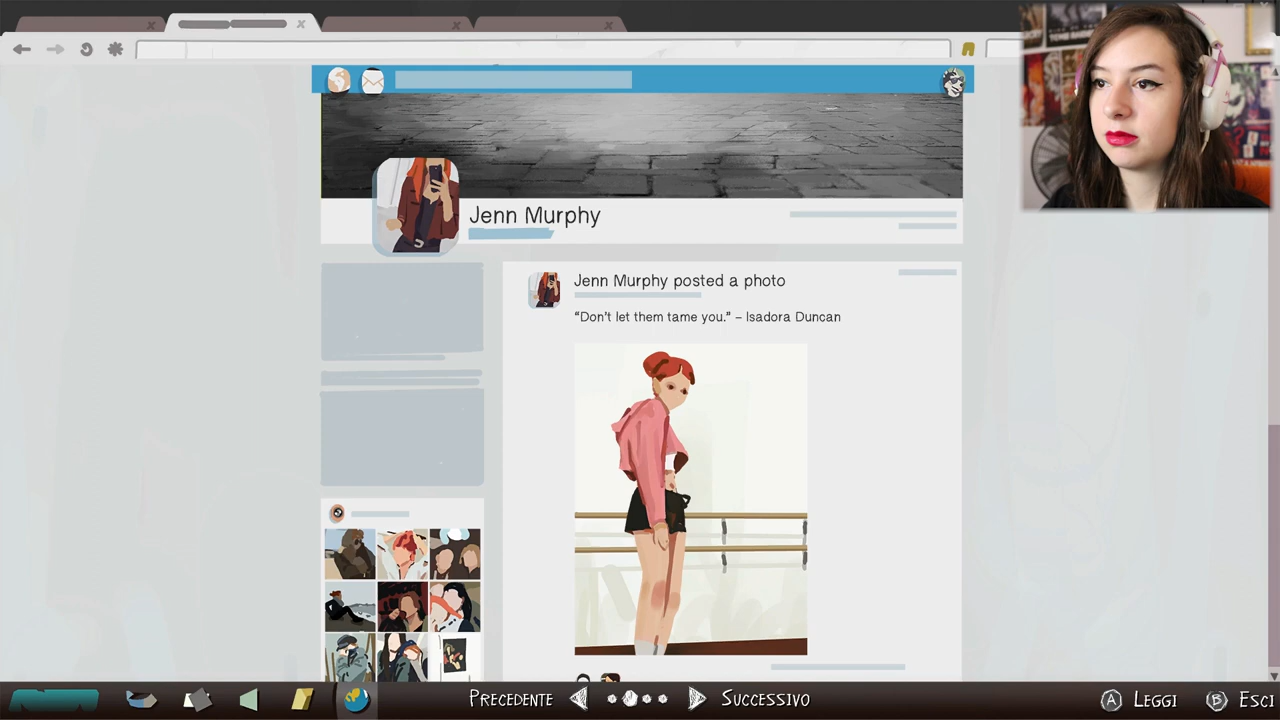 Jenn Murphy
Jenn Murphy posted a photo
“Don’t let them tame you.” – Isadora Duncan
Precedente
Successivo
A Leggi
B Esci